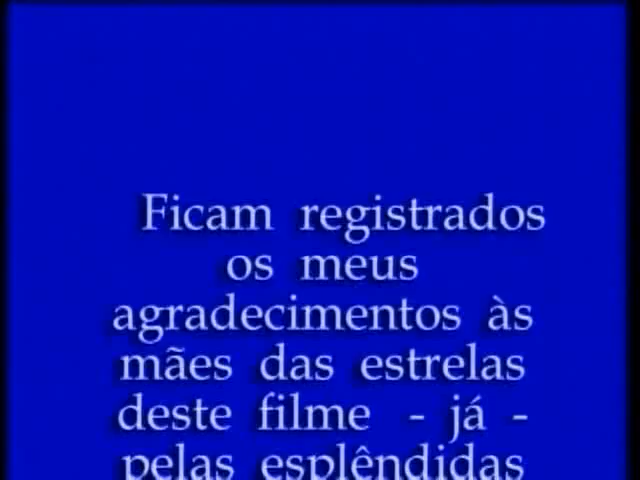 Ficam registrados
os meus
agradecimentos às
mães das estrelas
deste filme - já -
pelas esplêndidas